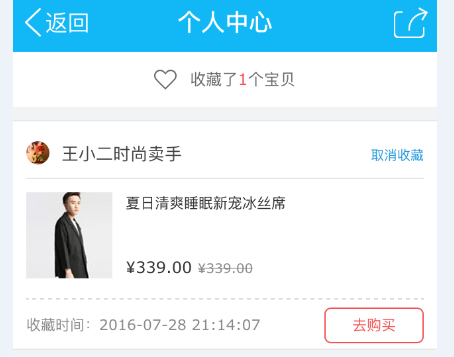 返回 个人中心
收藏了1个宝贝
王小二时尚卖手 取消收藏
夏日清爽睡眠新宠冰丝席
¥339.00 ¥339.00
收藏时间：2016-07-28 21:14:07 去购买